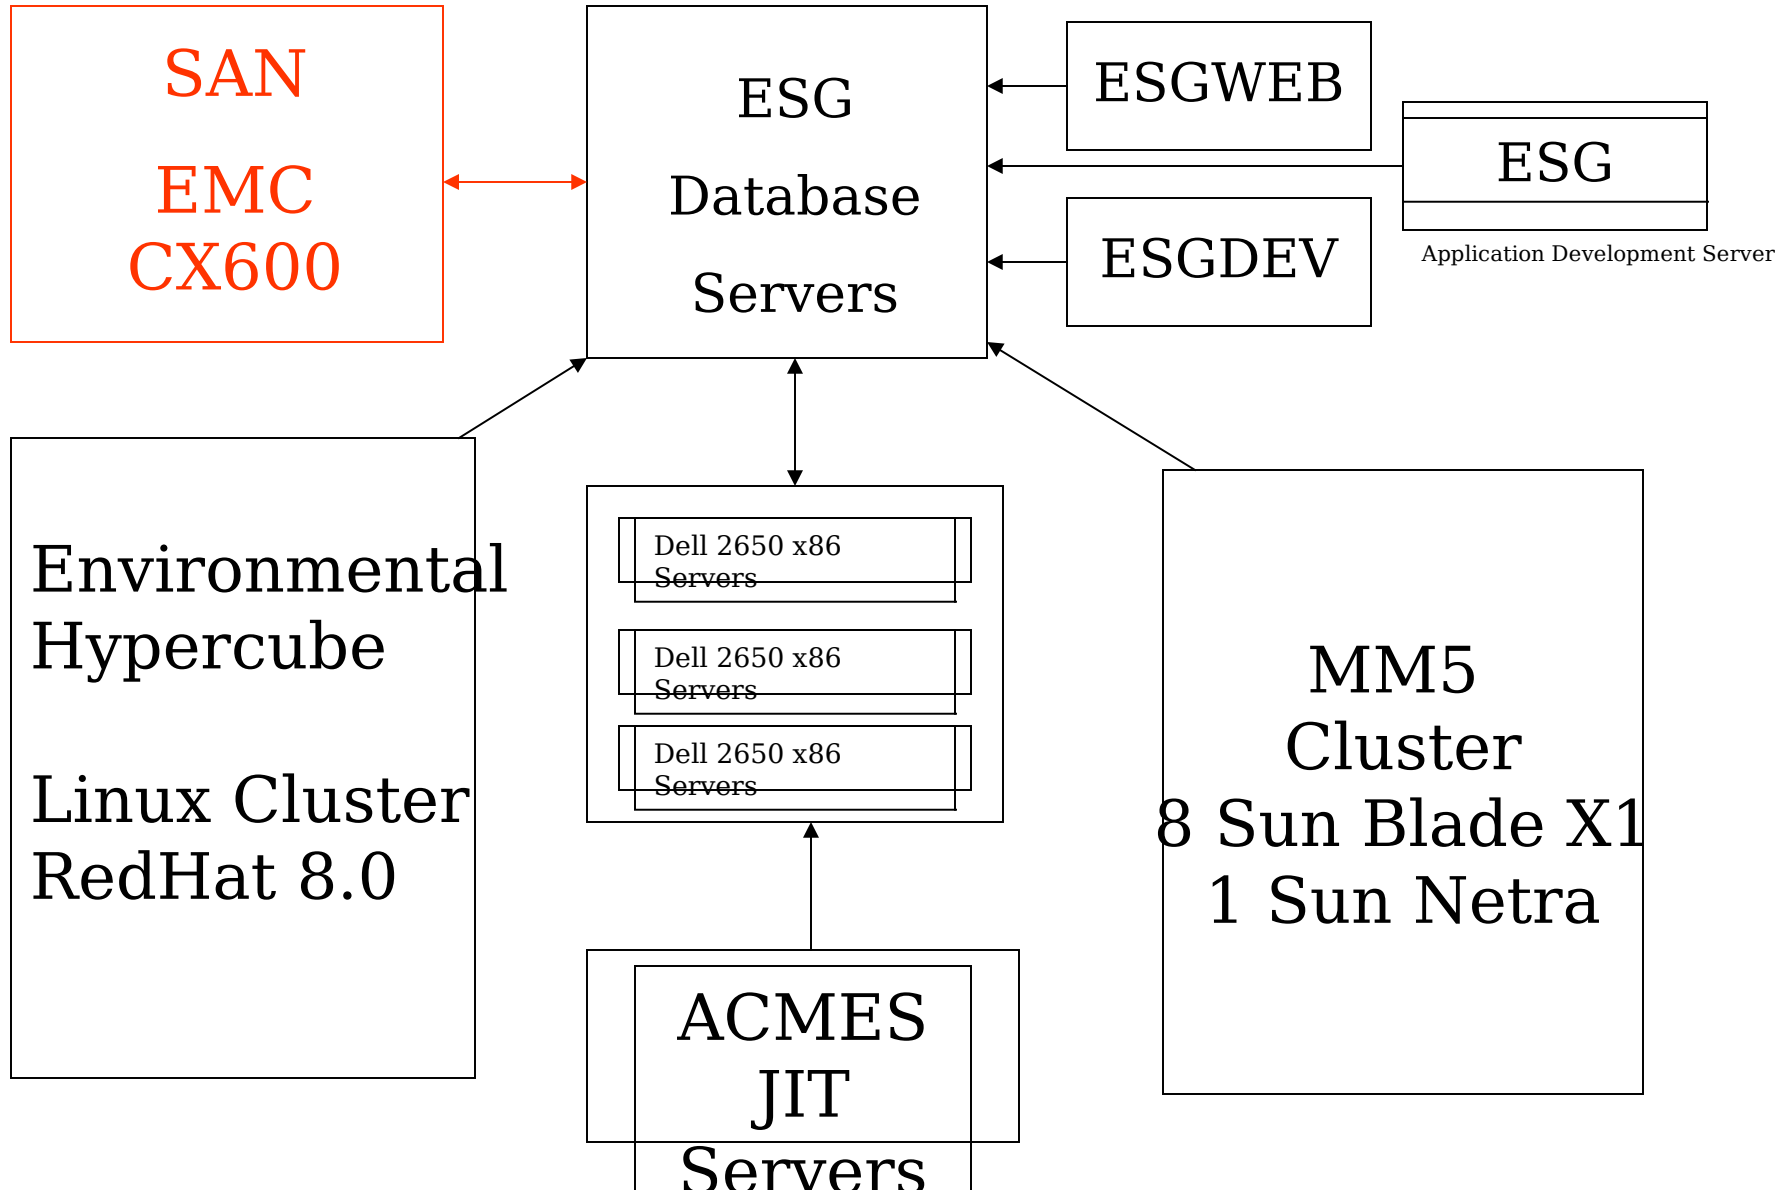 SAN
EMC
CX600
ESG
Database
Servers
ESGWEB
ESG
Application Development Server
ESGDEV
Environmental
Hypercube
Linux Cluster
RedHat 8.0
Dell 2650 x86
Servers
Dell 2650 x86
Servers
Dell 2650 x86
Servers
MM5
Cluster
8 Sun Blade X1
1 Sun Netra
ACMES
JIT
Servers